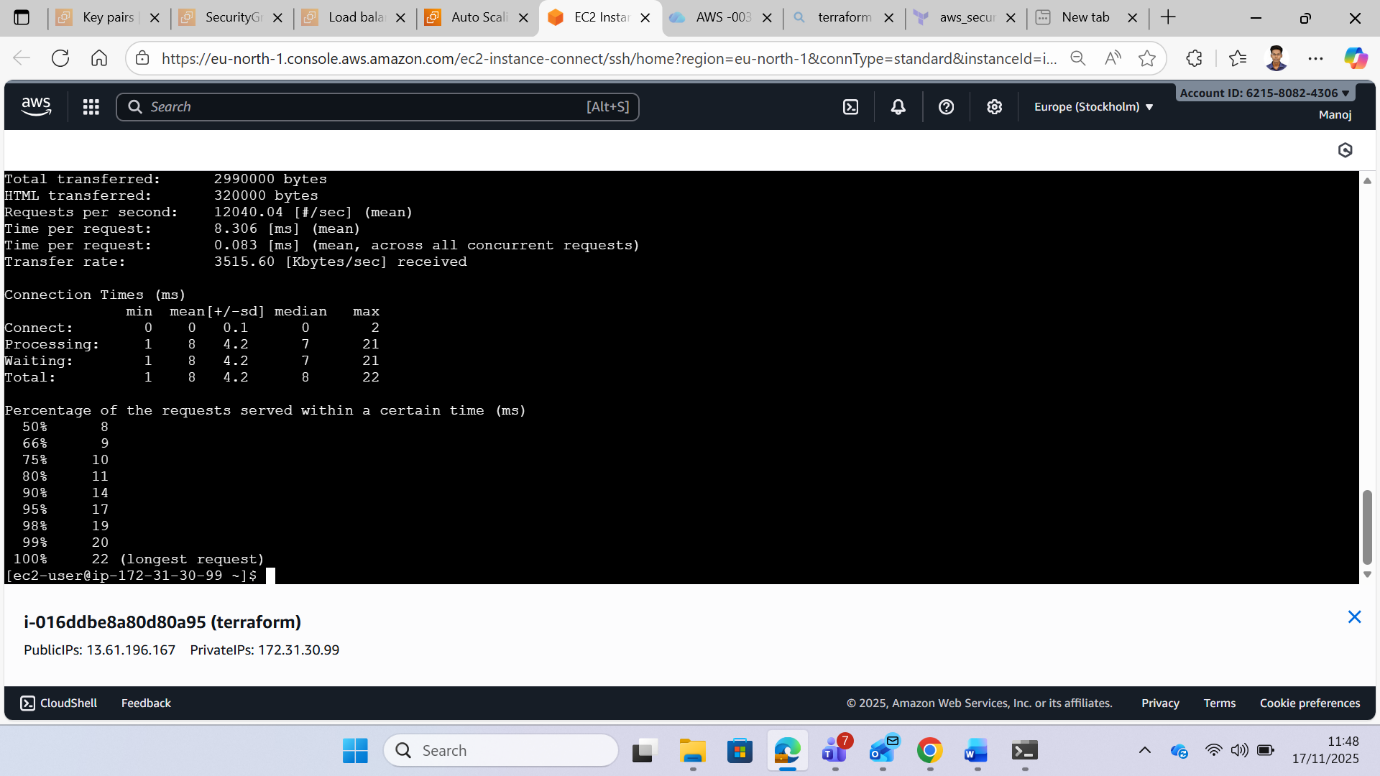 Key pairs
SecurityG
Load bala
Auto Scali
EC2 Instan
AWS -003
terraform
aws_secur
New tab
https://eu-north-1.console.aws.amazon.com/ec2-instance-connect/ssh/home?region=eu-north-1&connType=standard&instanceId=i...
aws
Search
[Alt+S]
Europe (Stockholm)
Account ID: 6215-8082-4306
Manoj
Total transferred: 2990000 bytes
HTML transferred: 320000 bytes
Requests per second: 12040.04 [#/sec] (mean)
Time per request: 8.306 [ms] (mean)
Time per request: 0.083 [ms] (mean, across all concurrent requests)
Transfer rate: 3515.60 [Kbytes/sec] received
Connection Times (ms)
min mean[+/-sd] median max
Connect: 0 0 0.1 0 2
Processing: 1 8 4.2 7 21
Waiting: 1 8 4.2 7 21
Total: 1 8 4.2 8 22
Percentage of the requests served within a certain time (ms)
50% 8
66% 9
75% 10
80% 11
90% 14
95% 17
98% 19
99% 20
100% 22 (longest request)
[ec2-user@ip-172-31-30-99 ~]$
i-016ddbe8a80d80a95 (terraform)
PublicIPs: 13.61.196.167 PrivateIPs: 172.31.30.99
CloudShell
Feedback
© 2025, Amazon Web Services, Inc. or its affiliates.
Privacy
Terms
Cookie preferences
Search
7
11:48
17/11/2025